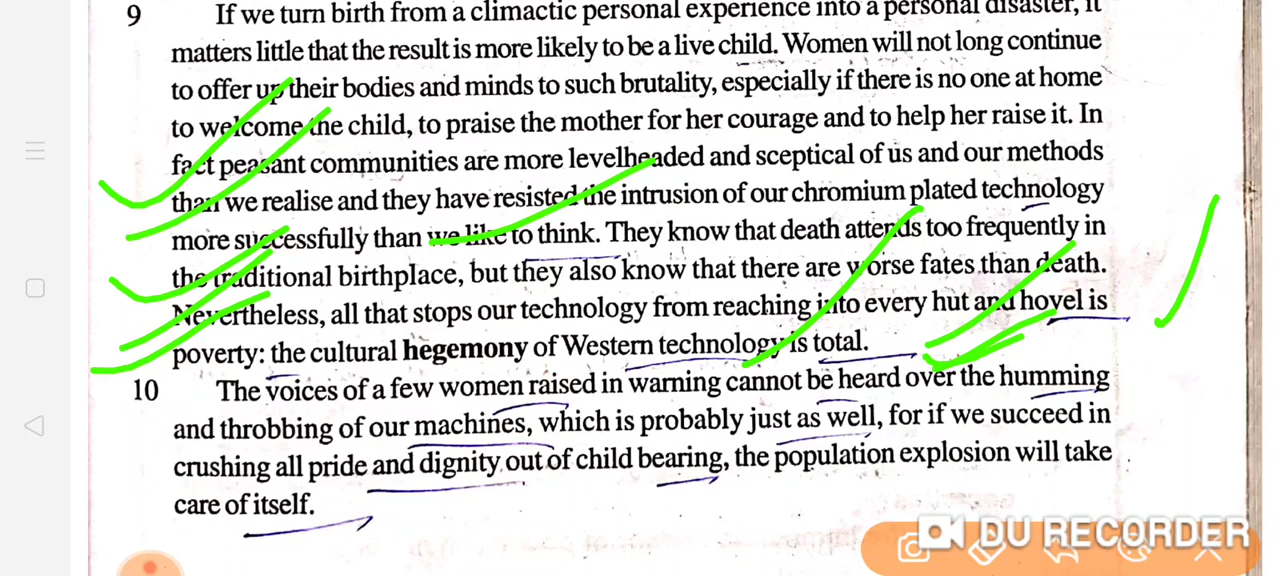 9 If we turn birth from a climactic personal experience into a personal disaster, it
matters little that the result is more likely to be a live child. Women will not long continue
to offer up their bodies and minds to such brutality, especially if there is no one at home
to welcome the child, to praise the mother for her courage and to help her raise it. In
fact peasant communities are more levelheaded and sceptical of us and our methods
than we realise and they have resisted the intrusion of our chromium plated technology
more successfully than we like to think. They know that death attends too frequently in
the traditional birthplace, but they also know that there are worse fates than death.
Nevertheless, all that stops our technology from reaching into every hut and hovel is
poverty: the cultural hegemony of Western technology is total.
10 The voices of a few women raised in warning cannot be heard over the humming
and throbbing of our machines, which is probably just as well, for if we succeed in
crushing all pride and dignity out of child bearing, the population explosion will take
care of itself.
DU RECORDER